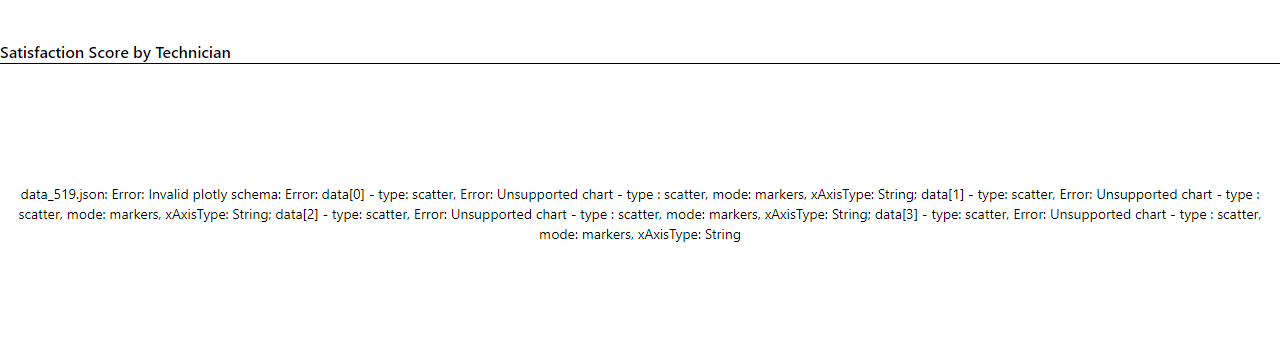 Satisfaction Score by Technician
data_519.json: Error: Invalid plotly schema: Error: data[0] - type: scatter, Error: Unsupported chart - type : scatter, mode: markers, xAxisType: String; data[1] - type: scatter, Error: Unsupported chart - type :
scatter, mode: markers, xAxisType: String; data[2] - type: scatter, Error: Unsupported chart - type : scatter, mode: markers, xAxisType: String; data[3] - type: scatter, Error: Unsupported chart - type : scatter,
mode: markers, xAxisType: String